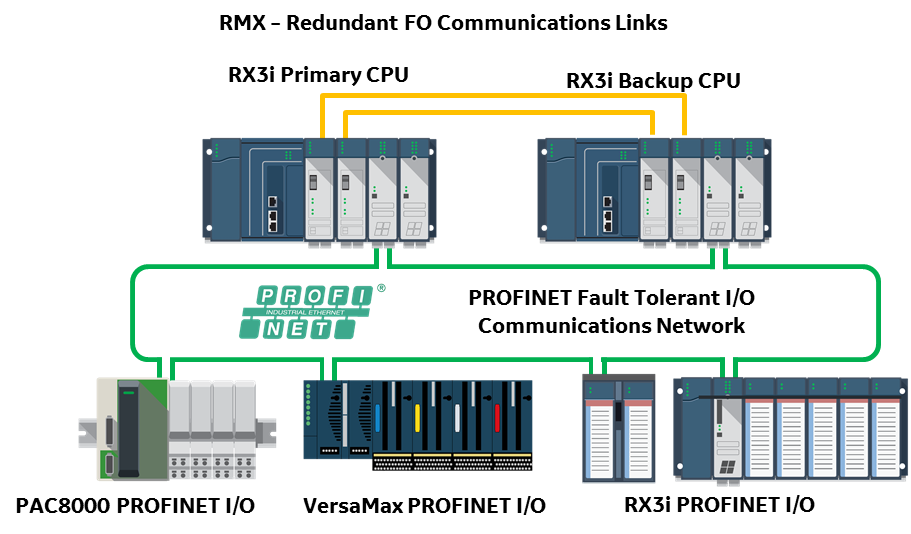 RMX – Redundant FO Communications Links
RX3i Primary CPU
RX3i Backup CPU
PROFI®
INDUSTRIAL ETHERNET
NET
PROFINET Fault Tolerant I/O
Communications Network
PAC8000 PROFINET I/O
VersaMax PROFINET I/O
RX3i PROFINET I/O